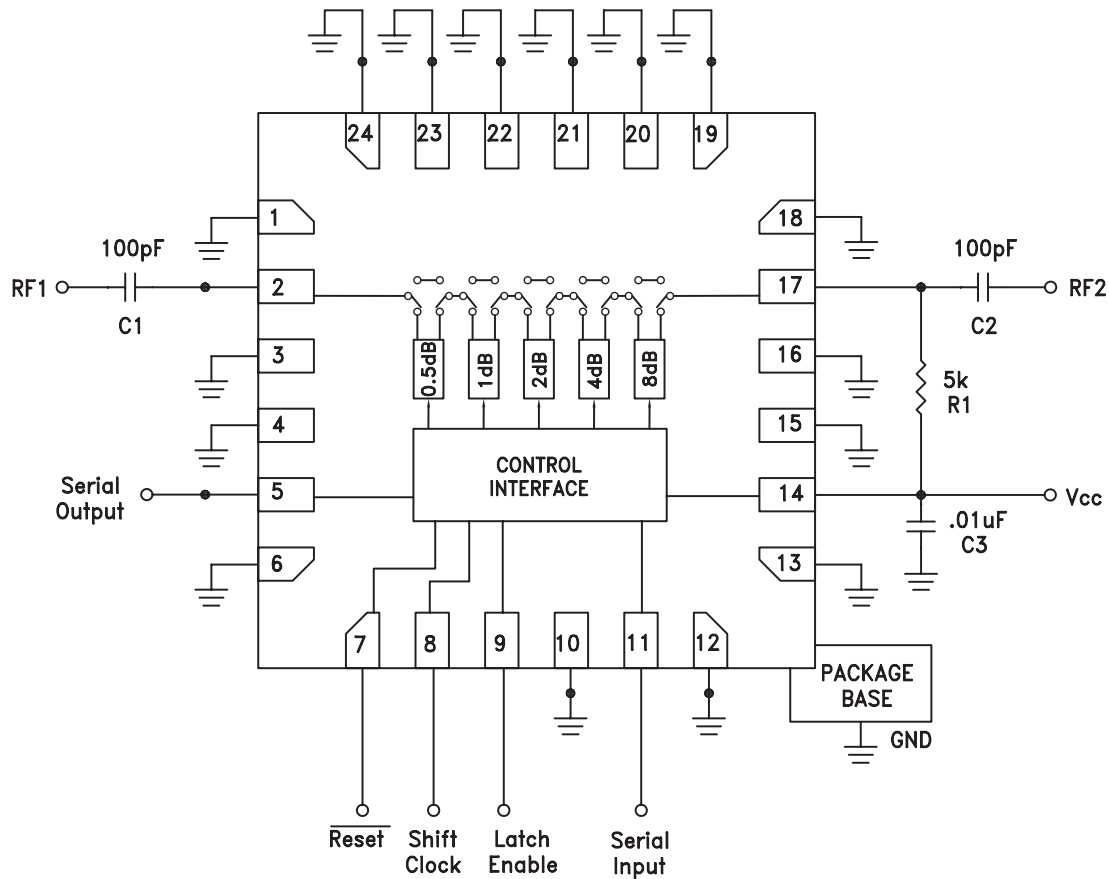 24 23 22 21 20 19
1 18
100pF 100pF
RF1 2 17 RF2
C1 C2
3 0.5dB 1dB 2dB 4dB 8dB 16
5k
R1
4 15
CONTROL
INTERFACE
Serial
Output
5 14 Vcc
.01uF
C3
6 13
7 8 9 10 11 12
PACKAGE
BASE
GND
Reset
Shift
Clock
Latch
Enable
Serial
Input